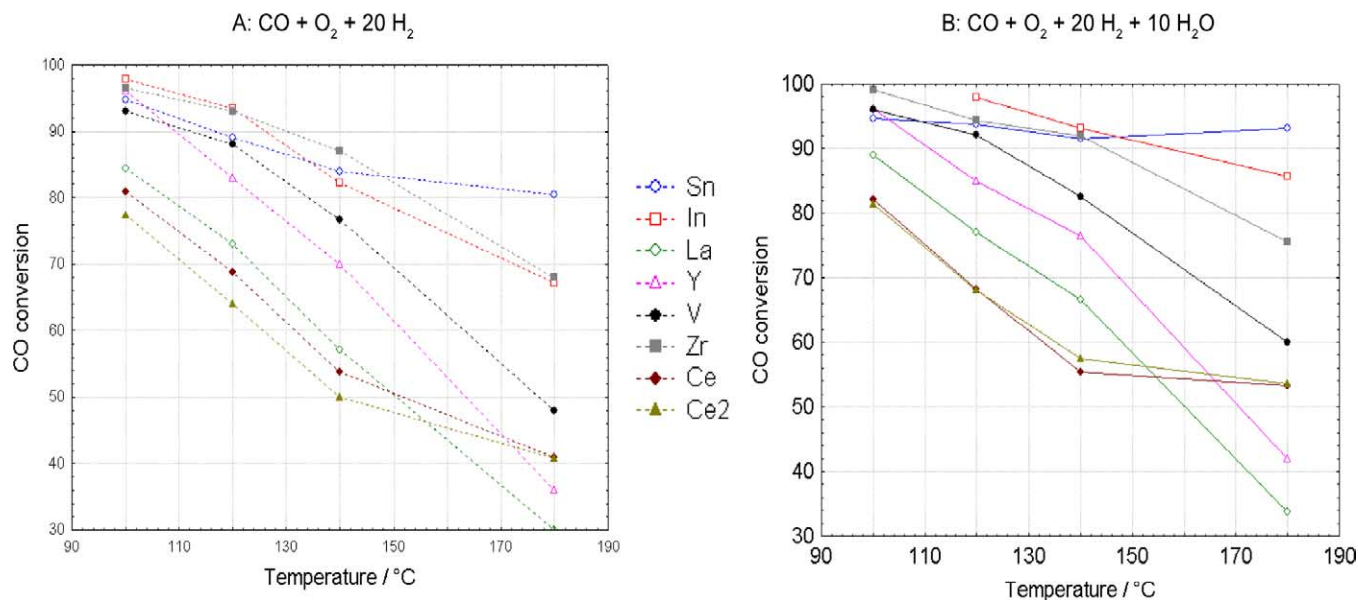 A: CO + O₂ + 20 H₂
B: CO + O₂ + 20 H₂ + 10 H₂O
100
90
80
70
60
50
40
30
90
110
130
150
170
190
CO conversion
Temperature / °C
Sn
In
La
Y
V
Zr
Ce
Ce2
100
90
80
70
60
50
40
30
90
110
130
150
170
190
CO conversion
Temperature / °C